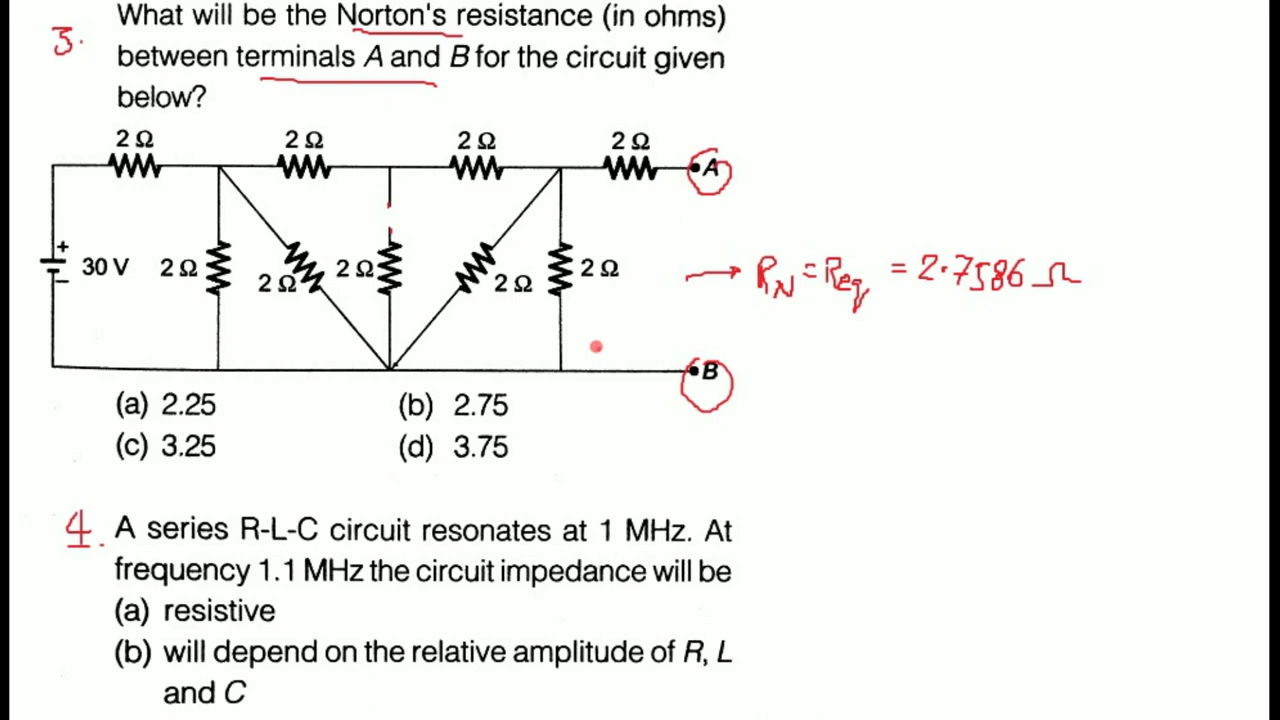 3.
What will be the Norton's resistance (in ohms)
between terminals A and B for the circuit given
below?
2 Ω 2 Ω 2 Ω 2 Ω
A
+
-
30 V 2 Ω 2 Ω 2 Ω 2 Ω 2 Ω
→ RN = Req = 2.7586 Ω
B
(a) 2.25 (b) 2.75
(c) 3.25 (d) 3.75
4.
A series R-L-C circuit resonates at 1 MHz. At
frequency 1.1 MHz the circuit impedance will be
(a) resistive
(b) will depend on the relative amplitude of R, L
and C